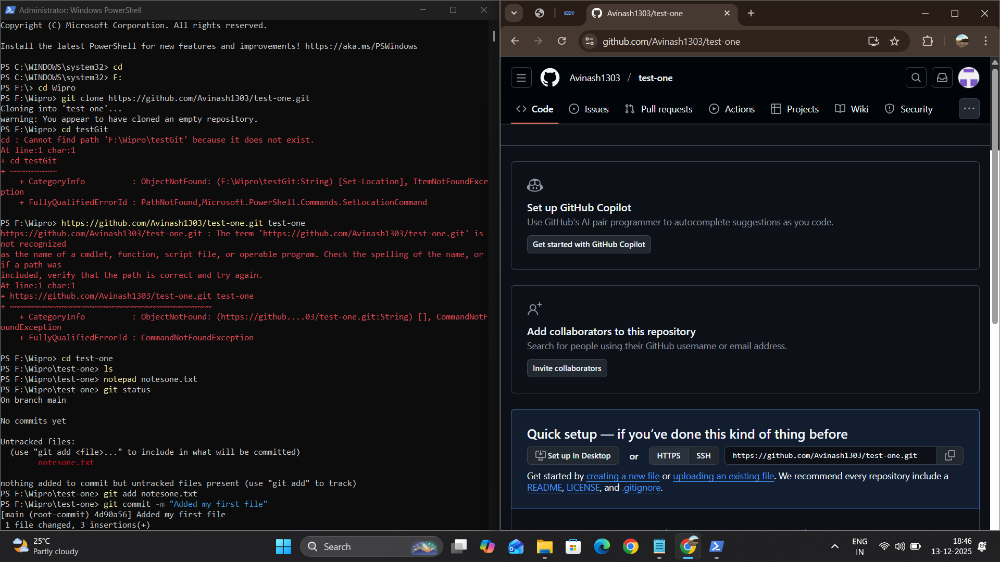 Administrator: Windows PowerShell
Copyright (C) Microsoft Corporation. All rights reserved.
Install the latest PowerShell for new features and improvements! https://aka.ms/PSWindows
PS C:\WINDOWS\system32> cd
PS C:\WINDOWS\system32> F:
PS F:\> cd Wipro
PS F:\Wipro> git clone https://github.com/Avinash1303/test-one.git
Cloning into 'test-one'...
warning: You appear to have cloned an empty repository.
PS F:\Wipro> cd testGit
cd : Cannot find path 'F:\Wipro\testGit' because it does not exist.
At line:1 char:1
+ cd testGit
+ ~~~~~~~~~~
    + CategoryInfo          : ObjectNotFound: (F:\Wipro\testGit:String) [Set-Location], ItemNotFoundExce
ption
    + FullyQualifiedErrorId : PathNotFound,Microsoft.PowerShell.Commands.SetLocationCommand
PS F:\Wipro> https://github.com/Avinash1303/test-one.git test-one
https://github.com/Avinash1303/test-one.git : The term 'https://github.com/Avinash1303/test-one.git' is
not recognized
as the name of a cmdlet, function, script file, or operable program. Check the spelling of the name, or
if a path was
included, verify that the path is correct and try again.
At line:1 char:1
+ https://github.com/Avinash1303/test-one.git test-one
+ ~~~~~~~~~~~~~~~~~~~~~~~~~~~~~~~~~~~~~~~~~~~
    + CategoryInfo          : ObjectNotFound: (https://github....03/test-one.git:String) [], CommandNotF
oundException
    + FullyQualifiedErrorId : CommandNotFoundException
PS F:\Wipro> cd test-one
PS F:\Wipro\test-one> ls
PS F:\Wipro\test-one> notepad notesone.txt
PS F:\Wipro\test-one> git status
On branch main
No commits yet
Untracked files:
  (use "git add <file>..." to include in what will be committed)
        notesone.txt
nothing added to commit but untracked files present (use "git add" to track)
PS F:\Wipro\test-one> git add notesone.txt
PS F:\Wipro\test-one> git commit -m "Added my first file"
[main (root-commit) 4d90a56] Added my first file
 1 file changed, 3 insertions(+)
Avinash1303/test-one
github.com/Avinash1303/test-one
Avinash1303 / test-one
Code Issues Pull requests Actions Projects Wiki Security
Set up GitHub Copilot
Use GitHub's AI pair programmer to autocomplete suggestions as you code.
Get started with GitHub Copilot
Add collaborators to this repository
Search for people using their GitHub username or email address.
Invite collaborators
Quick setup — if you’ve done this kind of thing before
Set up in Desktop or HTTPS SSH https://github.com/Avinash1303/test-one.git
Get started by creating a new file or uploading an existing file. We recommend every repository include a
README, LICENSE, and .gitignore.
25°C
Partly cloudy
Search
ENG
IN
18:46
13-12-2025